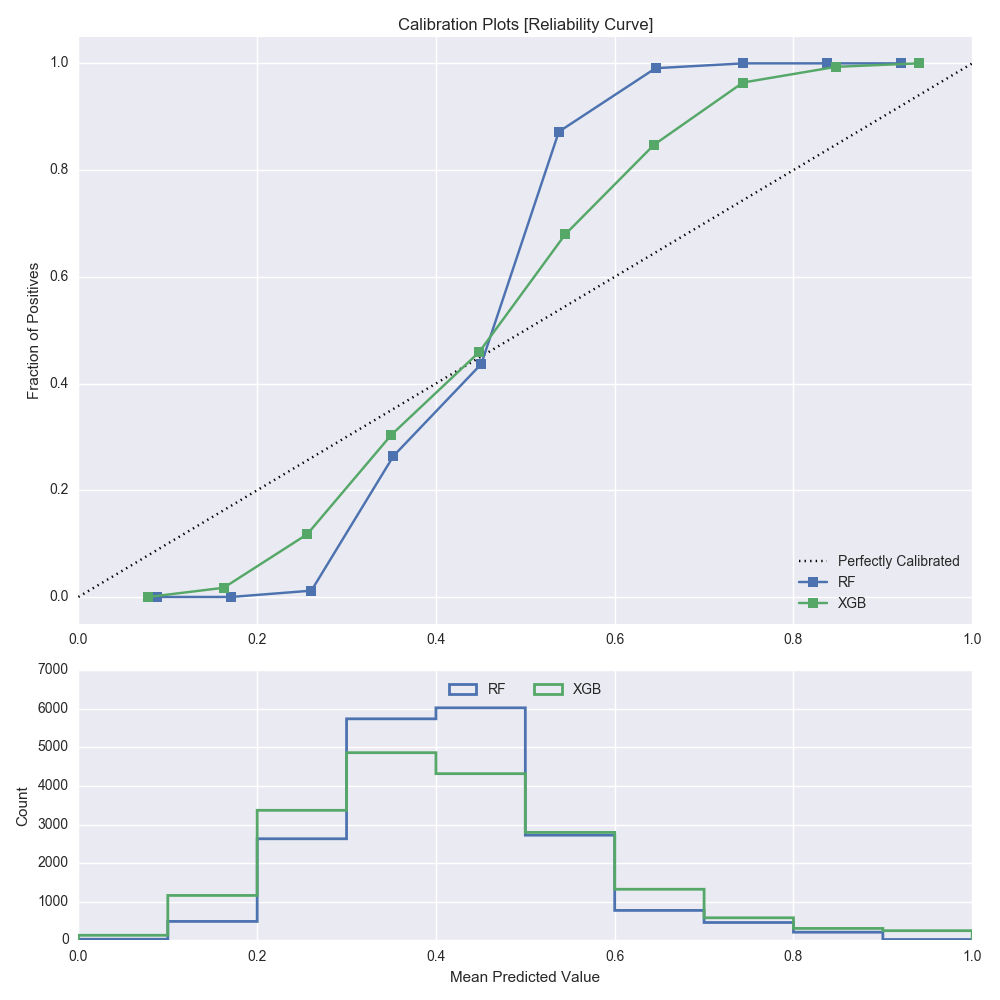 Calibration Plots [Reliability Curve]
Fraction of Positives
1.0
0.8
0.6
0.4
0.2
0.0
Perfectly Calibrated
RF
XGB
0.0 0.2 0.4 0.6 0.8 1.0
RF XGB
Count
7000
6000
5000
4000
3000
2000
1000
0
0.0 0.2 0.4 0.6 0.8 1.0
Mean Predicted Value